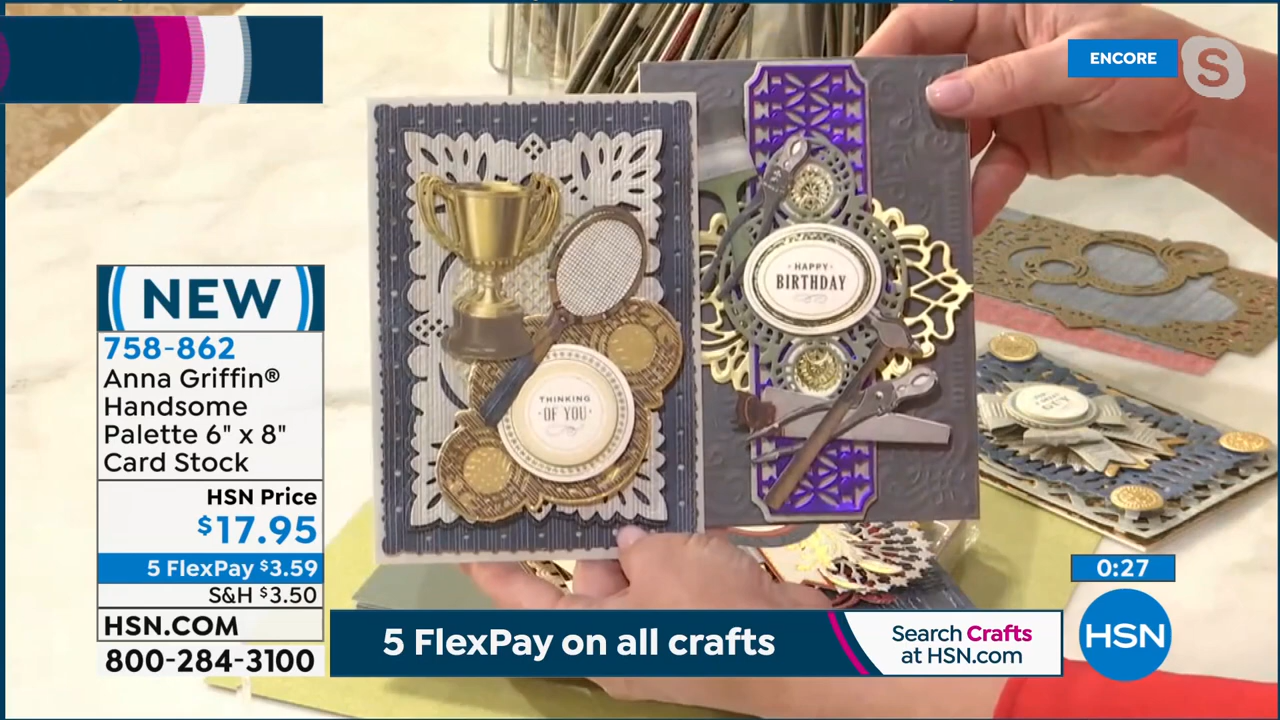 ENCORE
S
THINKING
· OF YOU ·
· HAPPY ·
BIRTHDAY
NEW
758-862
Anna Griffin®
Handsome
Palette 6" x 8"
Card Stock
HSN Price
$17.95
5 FlexPay $3.59
S&H $3.50
HSN.COM
800-284-3100
5 FlexPay on all crafts
Search Crafts
at HSN.com
0:27
HSN